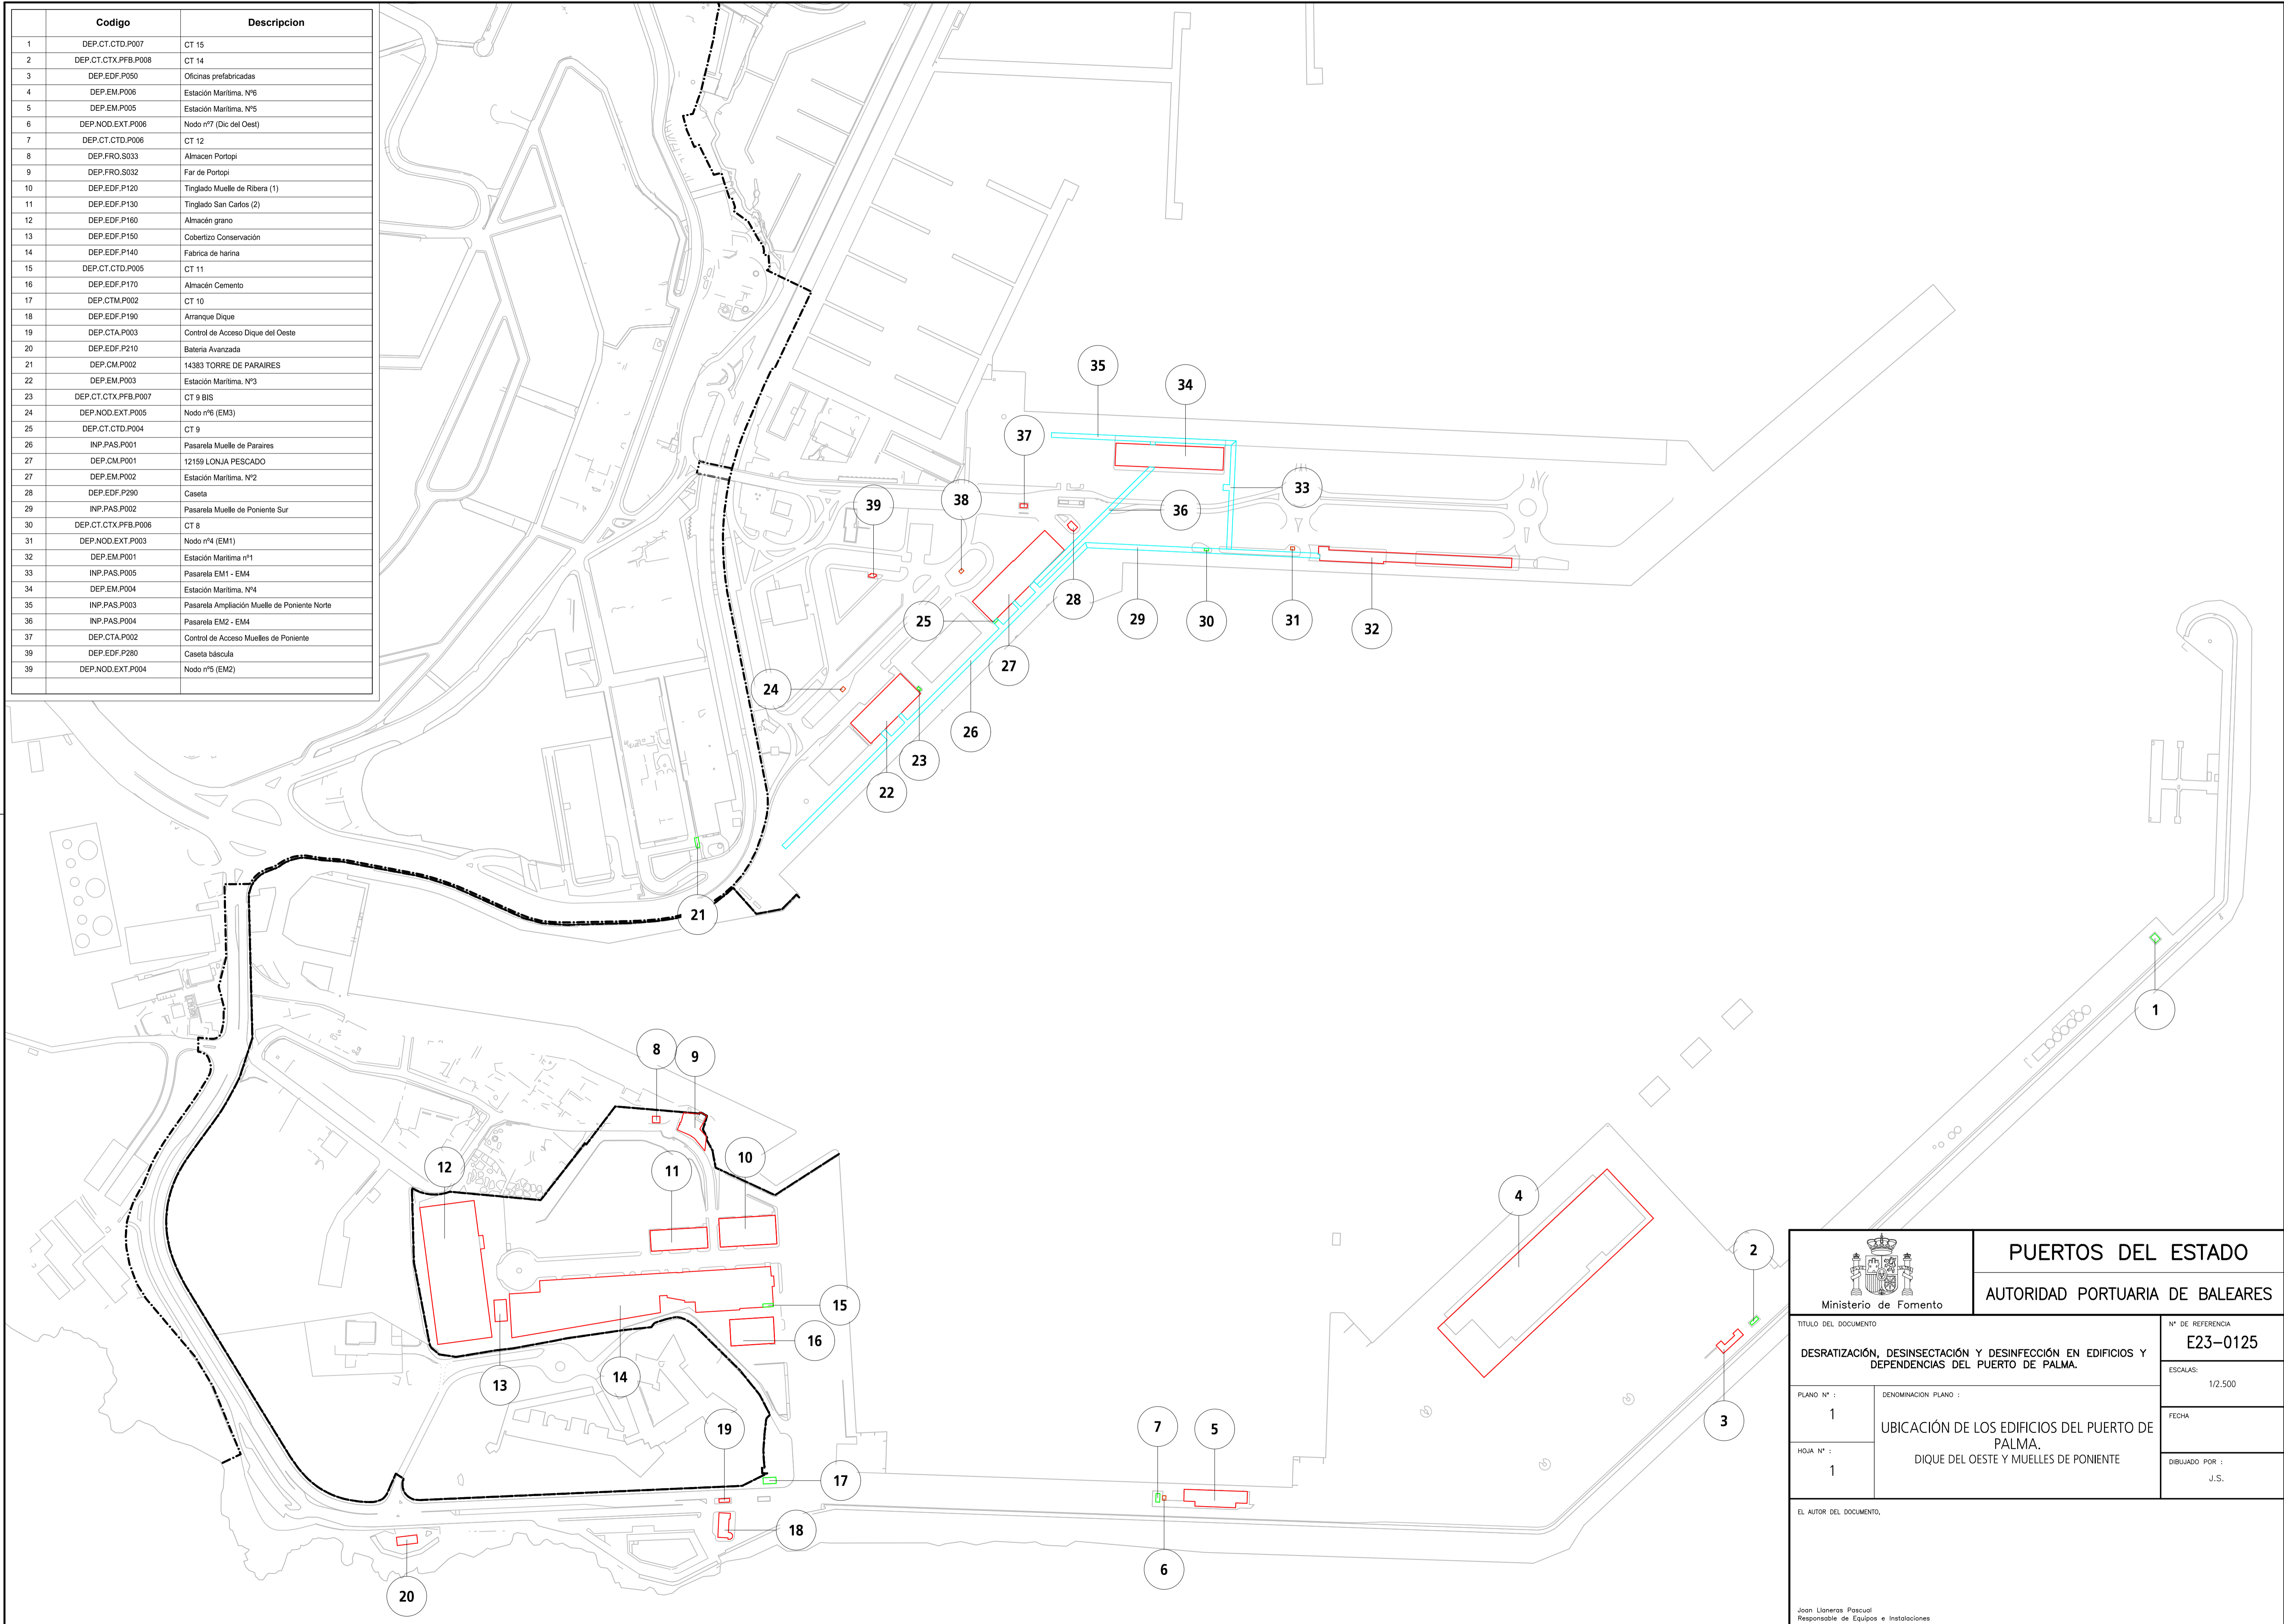 Codigo Descripcion
1 DEP.CT.CTD.P007 CT 15
2 DEP.CT.CTX.PFB.P008 CT 14
3 DEP.EDF.P050 Oficinas prefabricadas
4 DEP.EM.P006 Estación Marítima. Nº6
5 DEP.EM.P005 Estación Marítima. Nº5
6 DEP.NOD.EXT.P006 Nodo nº7 (Dic del Oest)
7 DEP.CT.CTD.P006 CT 12
8 DEP.FRO.S033 Almacen Portopi
9 DEP.FRO.S032 Far de Portopi
10 DEP.EDF.P120 Tinglado Muelle de Ribera (1)
11 DEP.EDF.P130 Tinglado San Carlos (2)
12 DEP.EDF.P160 Almacén grano
13 DEP.EDF.P150 Cobertizo Conservación
14 DEP.EDF.P140 Fabrica de harina
15 DEP.CT.CTD.P005 CT 11
16 DEP.EDF.P170 Almacén Cemento
17 DEP.CTM.P002 CT 10
18 DEP.EDF.P190 Arranque Dique
19 DEP.CTA.P003 Control de Acceso Dique del Oeste
20 DEP.EDF.P210 Bateria Avanzada
21 DEP.CM.P002 14383 TORRE DE PARAIRES
22 DEP.EM.P003 Estación Marítima. Nº3
23 DEP.CT.CTX.PFB.P007 CT 9 BIS
24 DEP.NOD.EXT.P005 Nodo nº6 (EM3)
25 DEP.CT.CTD.P004 CT 9
26 INP.PAS.P001 Pasarela Muelle de Paraires
27 DEP.CM.P001 12159 LONJA PESCADO
27 DEP.EM.P002 Estación Marítima. Nº2
28 DEP.EDF.P290 Caseta
29 INP.PAS.P002 Pasarela Muelle de Poniente Sur
30 DEP.CT.CTX.PFB.P006 CT 8
31 DEP.NOD.EXT.P003 Nodo nº4 (EM1)
32 DEP.EM.P001 Estación Maritima nº1
33 INP.PAS.P005 Pasarela EM1 - EM4
34 DEP.EM.P004 Estación Marítima. Nº4
35 INP.PAS.P003 Pasarela Ampliación Muelle de Poniente Norte
36 INP.PAS.P004 Pasarela EM2 - EM4
37 DEP.CTA.P002 Control de Acceso Muelles de Poniente
39 DEP.EDF.P280 Caseta báscula
39 DEP.NOD.EXT.P004 Nodo nº5 (EM2)
35
34
37
33
38
39
36
28
29
30
31
32
25
27
24
26
23
22
21
1
8
9
12
11
10
4
2
15
16
13
14
3
19
7
5
17
18
6
20
Ministerio de Fomento
PUERTOS DEL ESTADO
AUTORIDAD PORTUARIA DE BALEARES
TITULO DEL DOCUMENTO
DESRATIZACIÓN, DESINSECTACIÓN Y DESINFECCIÓN EN EDIFICIOS Y
DEPENDENCIAS DEL PUERTO DE PALMA.
Nº DE REFERENCIA
E23-0125
ESCALAS:
1/2.500
PLANO Nº :
1
DENOMINACION PLANO :
UBICACIÓN DE LOS EDIFICIOS DEL PUERTO DE
PALMA.
DIQUE DEL OESTE Y MUELLES DE PONIENTE
FECHA
HOJA Nº :
1
DIBUJADO POR :
J.S.
EL AUTOR DEL DOCUMENTO,
Joan Llaneras Pascual
Responsable de Equipos e Instalaciones